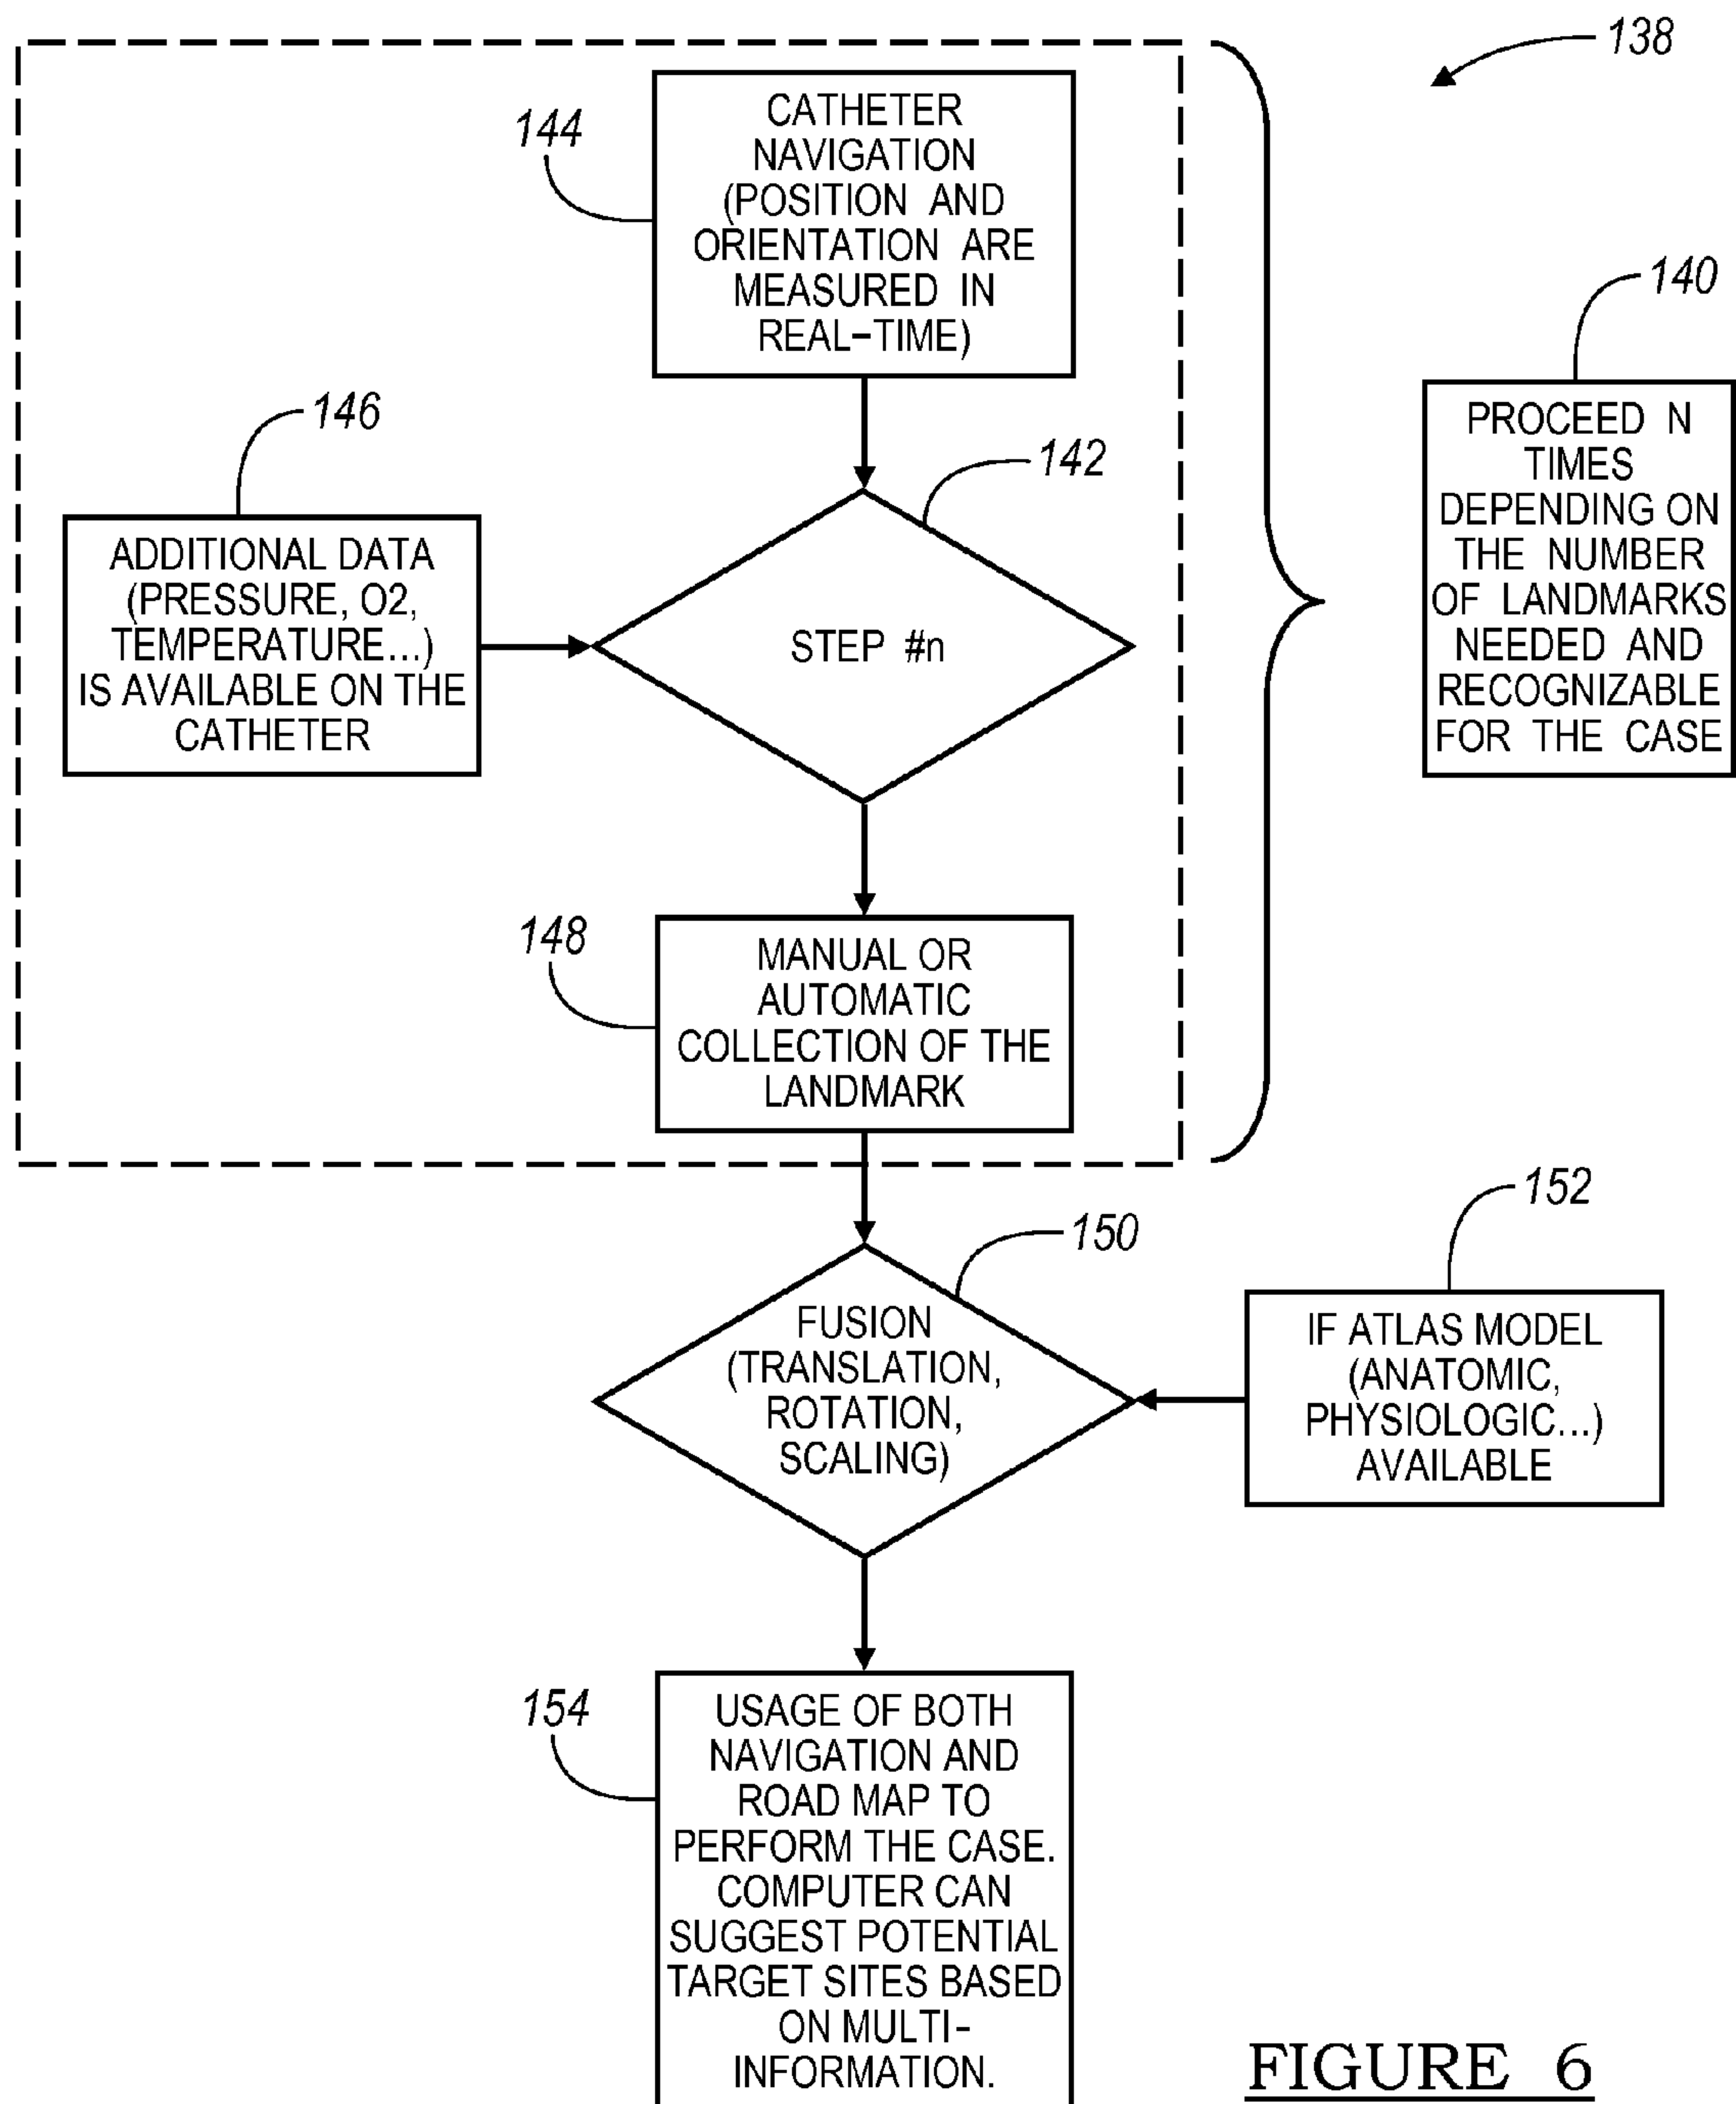 138
144
CATHETER
NAVIGATION
(POSITION AND
ORIENTATION ARE
MEASURED IN
REAL-TIME)
140
PROCEED N
TIMES
DEPENDING ON
THE NUMBER
OF LANDMARKS
NEEDED AND
RECOGNIZABLE
FOR THE CASE
146
142
ADDITIONAL DATA
(PRESSURE, O2,
TEMPERATURE...)
IS AVAILABLE ON THE
CATHETER
STEP #n
148
MANUAL OR
AUTOMATIC
COLLECTION OF THE
LANDMARK
150
152
FUSION
(TRANSLATION,
ROTATION,
SCALING)
IF ATLAS MODEL
(ANATOMIC,
PHYSIOLOGIC...)
AVAILABLE
154
USAGE OF BOTH
NAVIGATION AND
ROAD MAP TO
PERFORM THE CASE.
COMPUTER CAN
SUGGEST POTENTIAL
TARGET SITES BASED
ON MULTI-
INFORMATION.
FIGURE 6